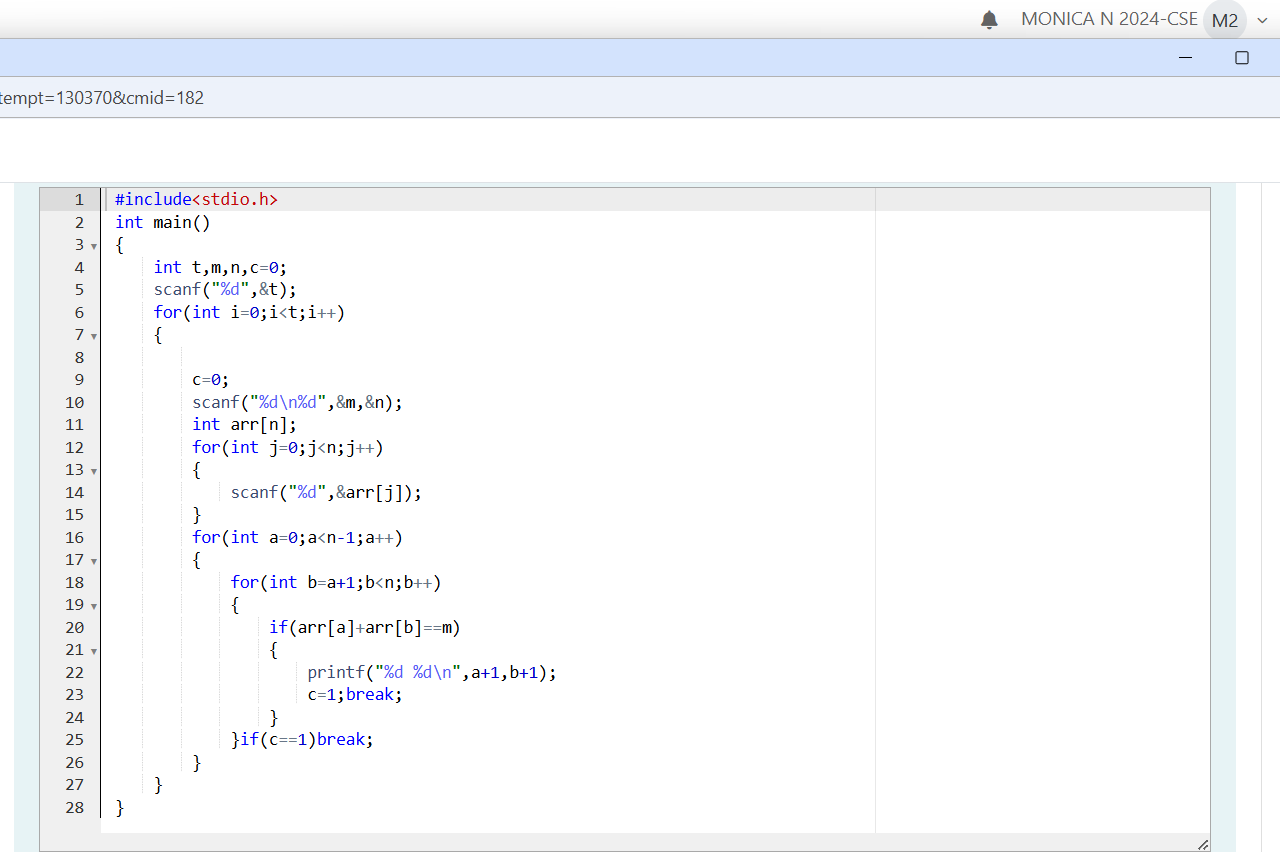 MONICA N 2024-CSE M2
tempt=130370&cmid=182
1 #include<stdio.h>
2 int main()
3 {
4 int t,m,n,c=0;
5 scanf("%d",&t);
6 for(int i=0;i<t;i++)
7 {
8
9 c=0;
10 scanf("%d\n%d",&m,&n);
11 int arr[n];
12 for(int j=0;j<n;j++)
13 {
14 scanf("%d",&arr[j]);
15 }
16 for(int a=0;a<n-1;a++)
17 {
18 for(int b=a+1;b<n;b++)
19 {
20 if(arr[a]+arr[b]==m)
21 {
22 printf("%d %d\n",a+1,b+1);
23 c=1;break;
24 }
25 }if(c==1)break;
26 }
27 }
28 }